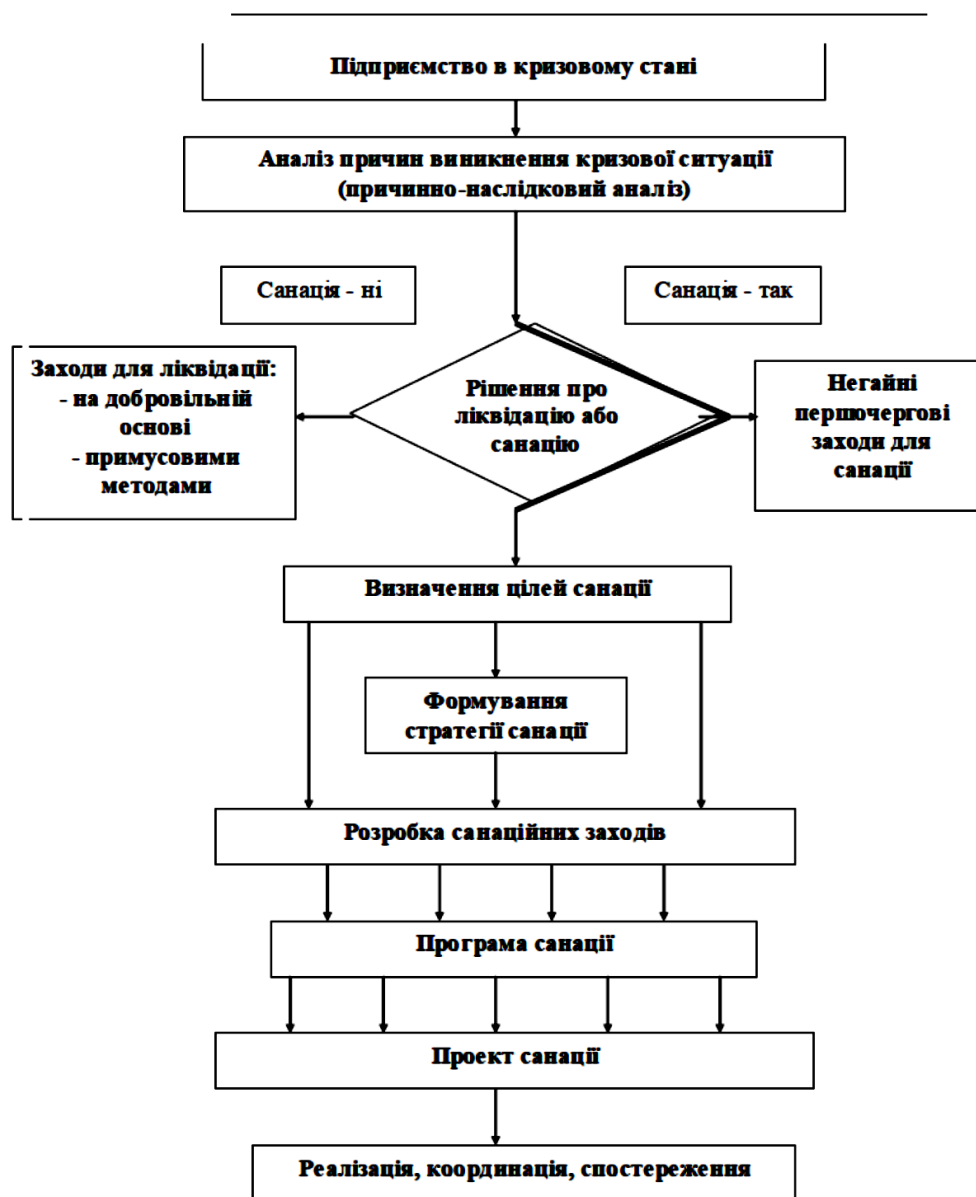 Підприємство в кризовому стані
Аналіз причин виникнення кризової ситуації
(причинно-наслідковий аналіз)
Санація - ні
Санація - так
Заходи для ліквідації:
- на добровільній
основі
- примусовими
методами
Рішення про
ліквідацію або
санацію
Негайні
першочергові
заходи для
санації
Визначення цілей санації
Формування
стратегії санації
Розробка санаційних заходів
Програма санації
Проект санації
Реалізація, координація, спостереження